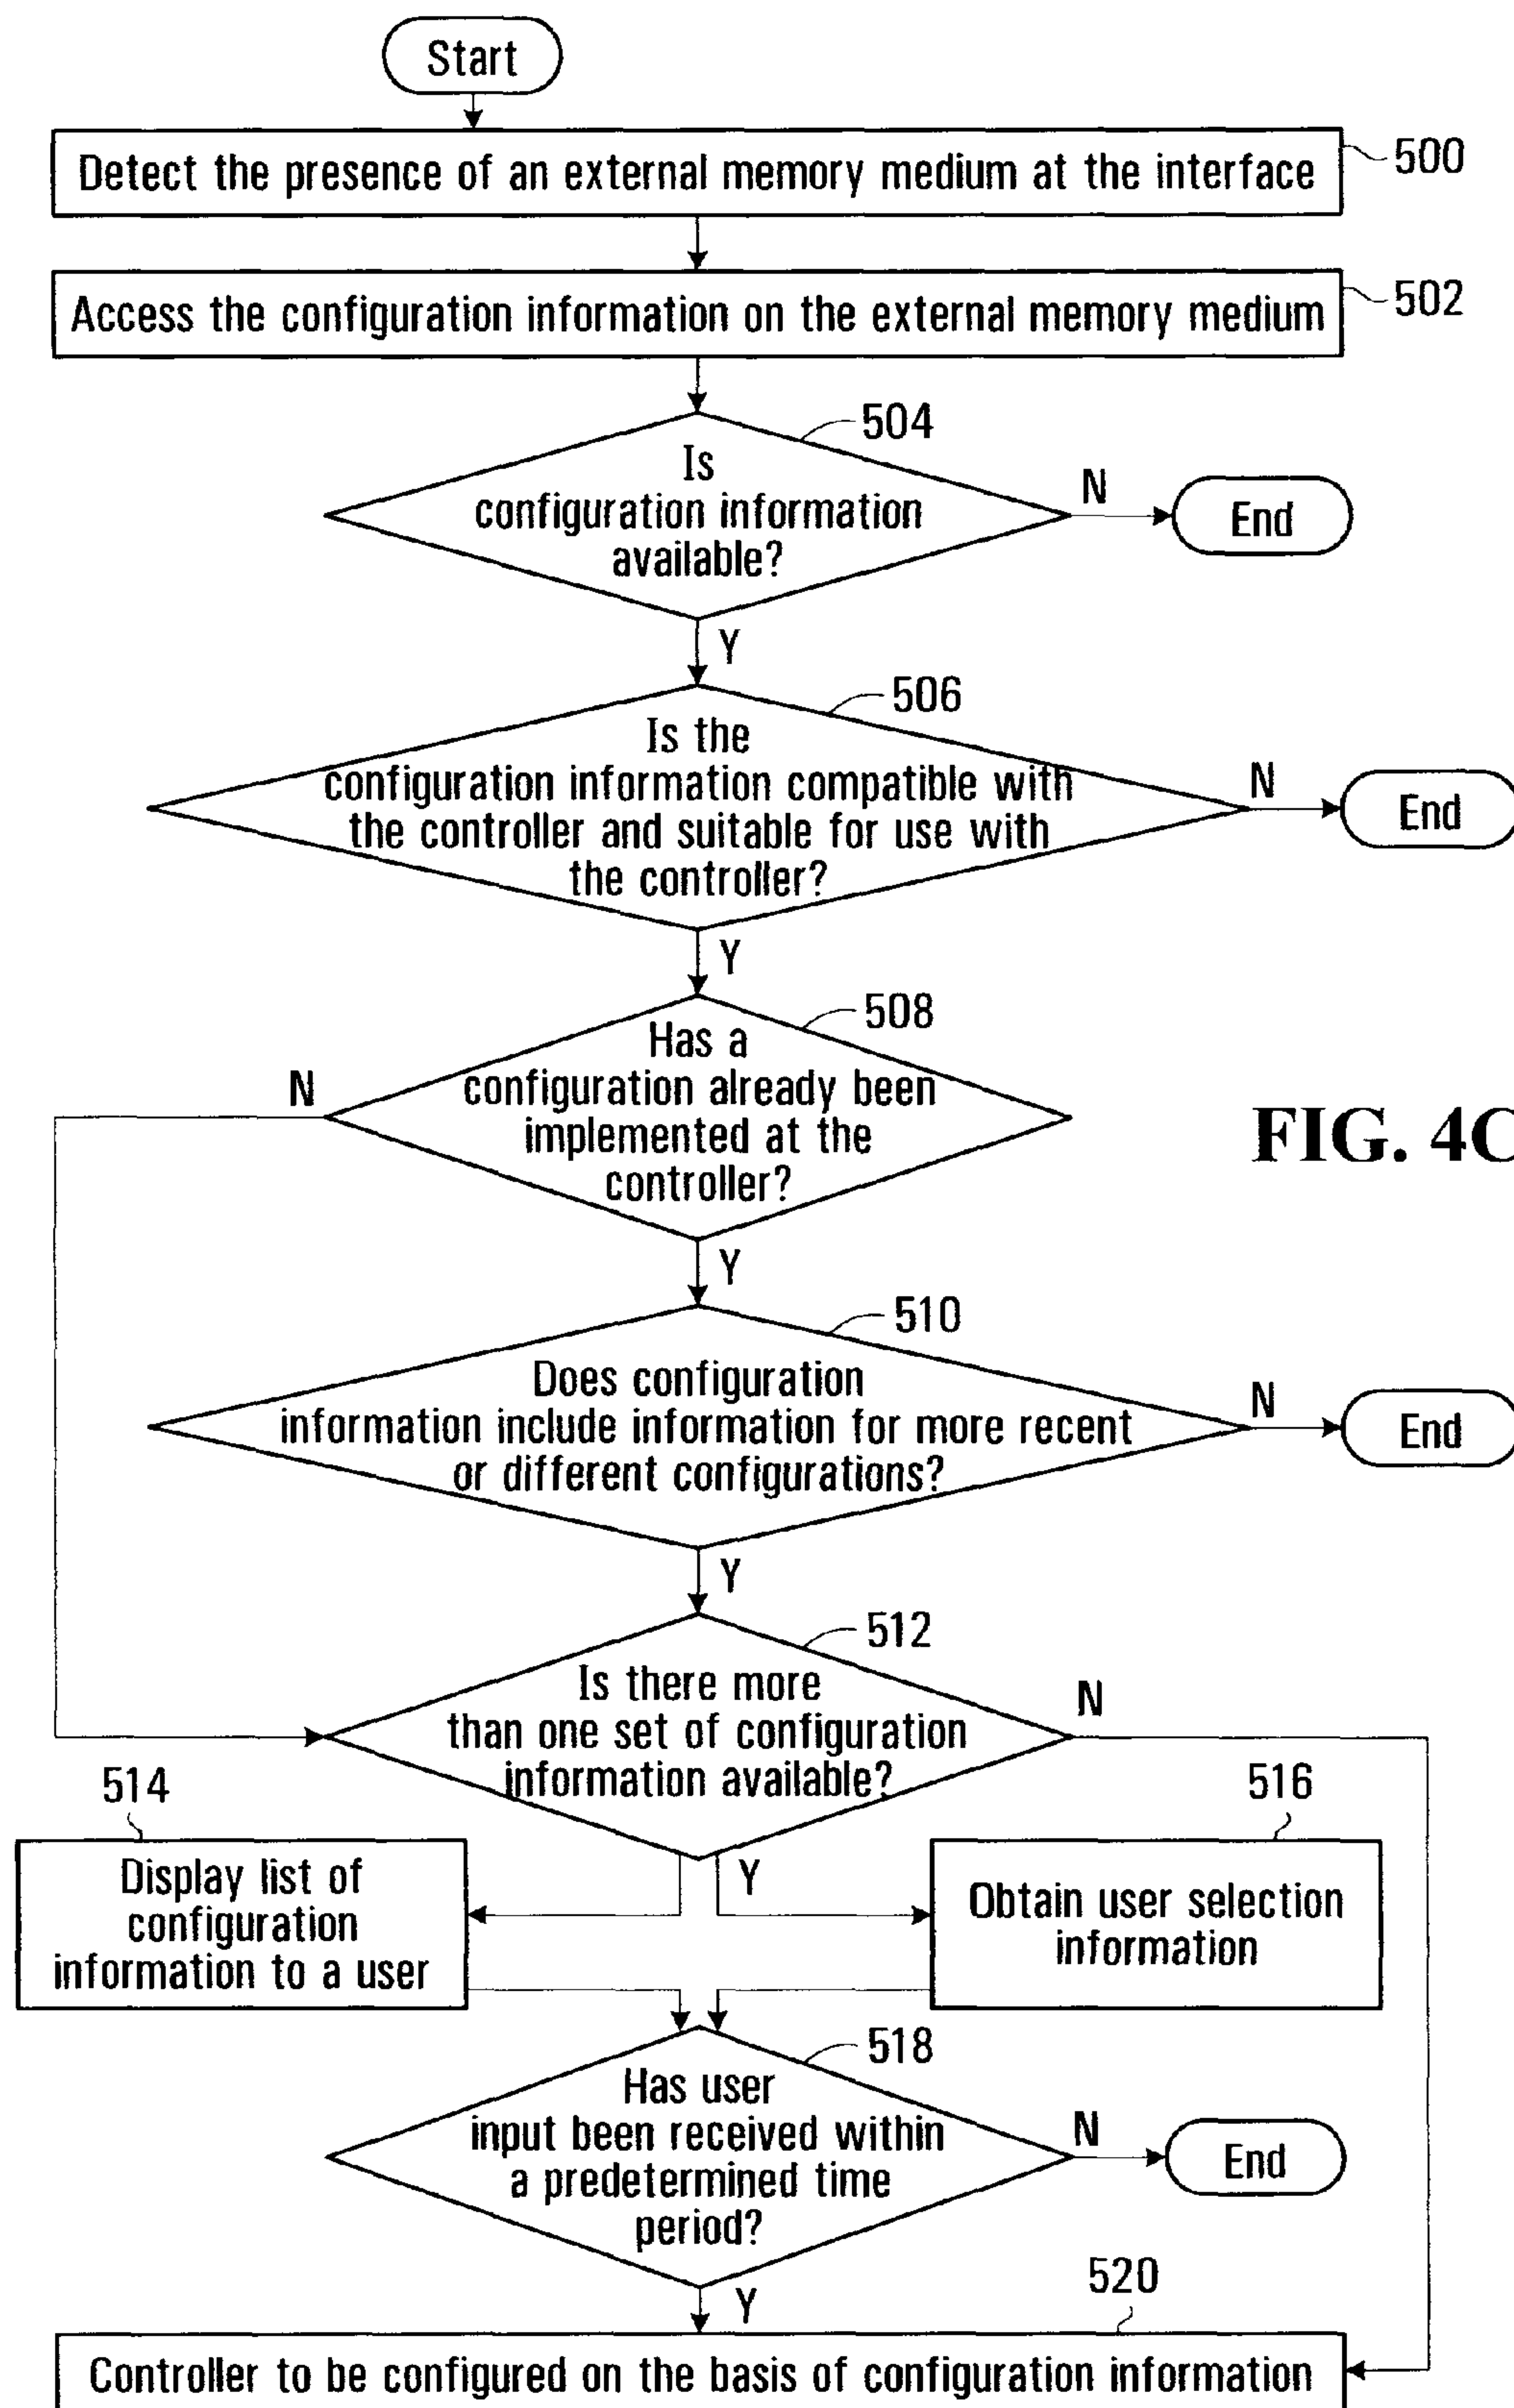 Start
Detect the presence of an external memory medium at the interface
500
Access the configuration information on the external memory medium
502
504
Is
configuration information
available?
N
End
Y
506
Is the
configuration information compatible with
the controller and suitable for use with
the controller?
N
End
Y
508
Has a
configuration already been
implemented at the
controller?
N
FIG. 4C
Y
510
Does configuration
information include information for more recent
or different configurations?
N
End
Y
512
Is there more
than one set of configuration
information available?
N
514
516
Display list of
configuration
information to a user
Y
Obtain user selection
information
518
Has user
input been received within
a predetermined time
period?
N
End
520
Y
Controller to be configured on the basis of configuration information